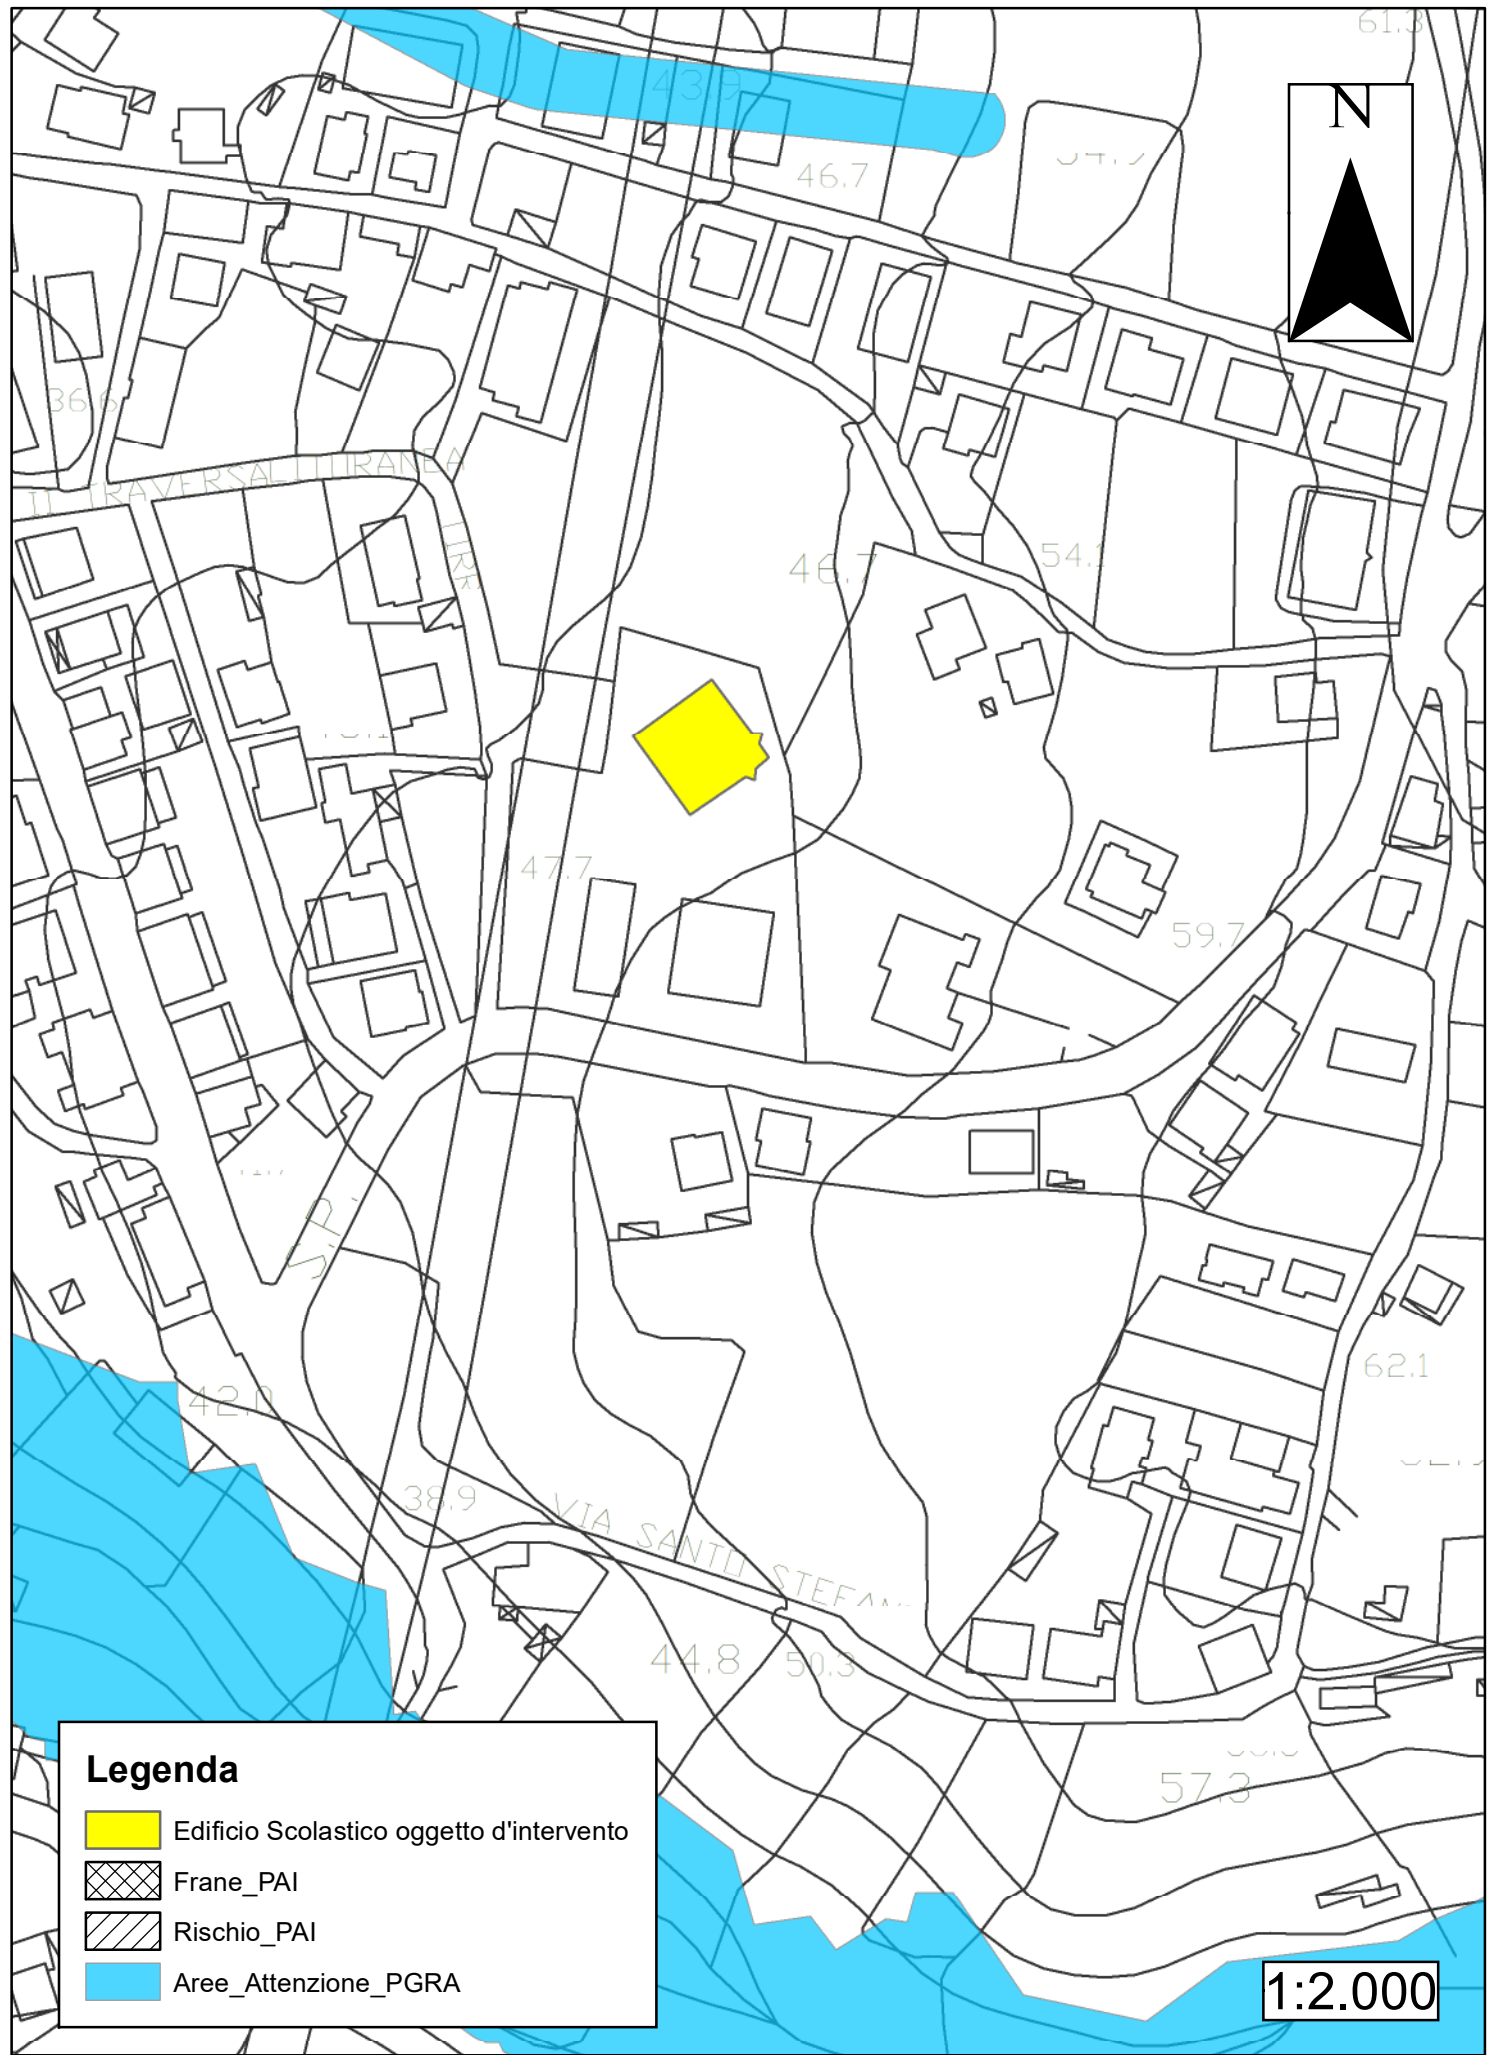 61.3
N
43.9
46.7
36.6
II TRAVERSA LITORANEA
46.7
54.1
47.7
59.7
S.P.
62.1
42.0
38.9
VIA SANTO STEFANO
44.8
50.3
57.3
Legenda
Edificio Scolastico oggetto d'intervento
Frane_PAI
Rischio_PAI
Aree_Attenzione_PGRA
1:2.000